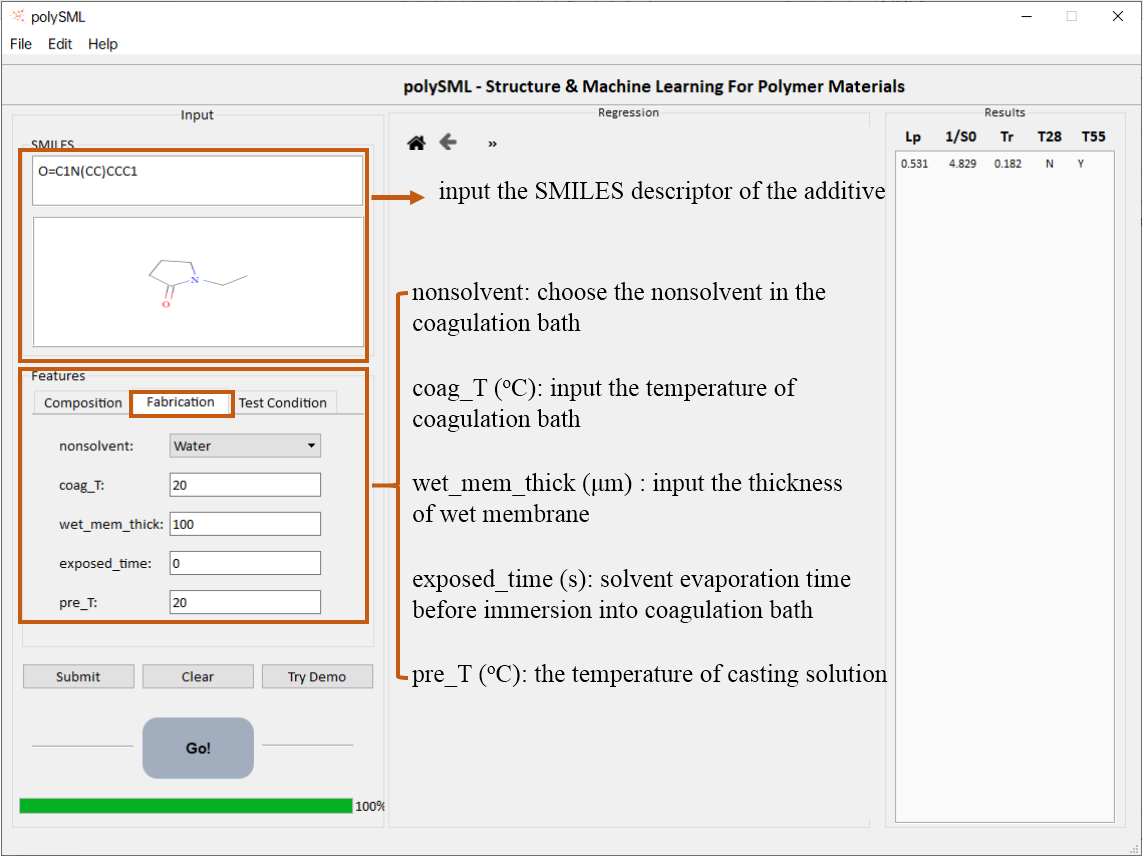 polySML
File Edit Help
polySML - Structure & Machine Learning For Polymer Materials
Input
SMILES
O=C1N(CC)CCC1
N
O
Features
Composition Fabrication Test Condition
nonsolvent: Water
coag_T: 20
wet_mem_thick: 100
exposed_time: 0
pre_T: 20
Submit Clear Try Demo
Go!
100%
Regression
»
input the SMILES descriptor of the additive
nonsolvent: choose the nonsolvent in the
coagulation bath
coag_T (°C): input the temperature of
coagulation bath
wet_mem_thick (μm) : input the thickness
of wet membrane
exposed_time (s): solvent evaporation time
before immersion into coagulation bath
pre_T (°C): the temperature of casting solution
Results
Lp 1/S0 Tr T28 T55
0.531 4.829 0.182 N Y